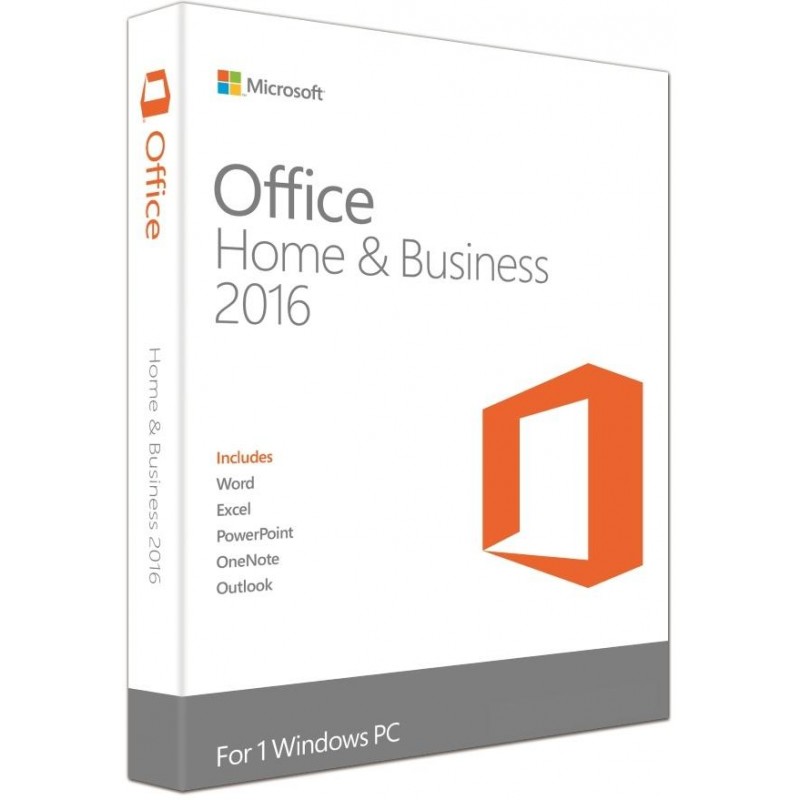 Microsoft
Office
Home & Business
2016
Includes
Word
Excel
PowerPoint
OneNote
Outlook
For 1 Windows PC
Office
Home & Business 2016